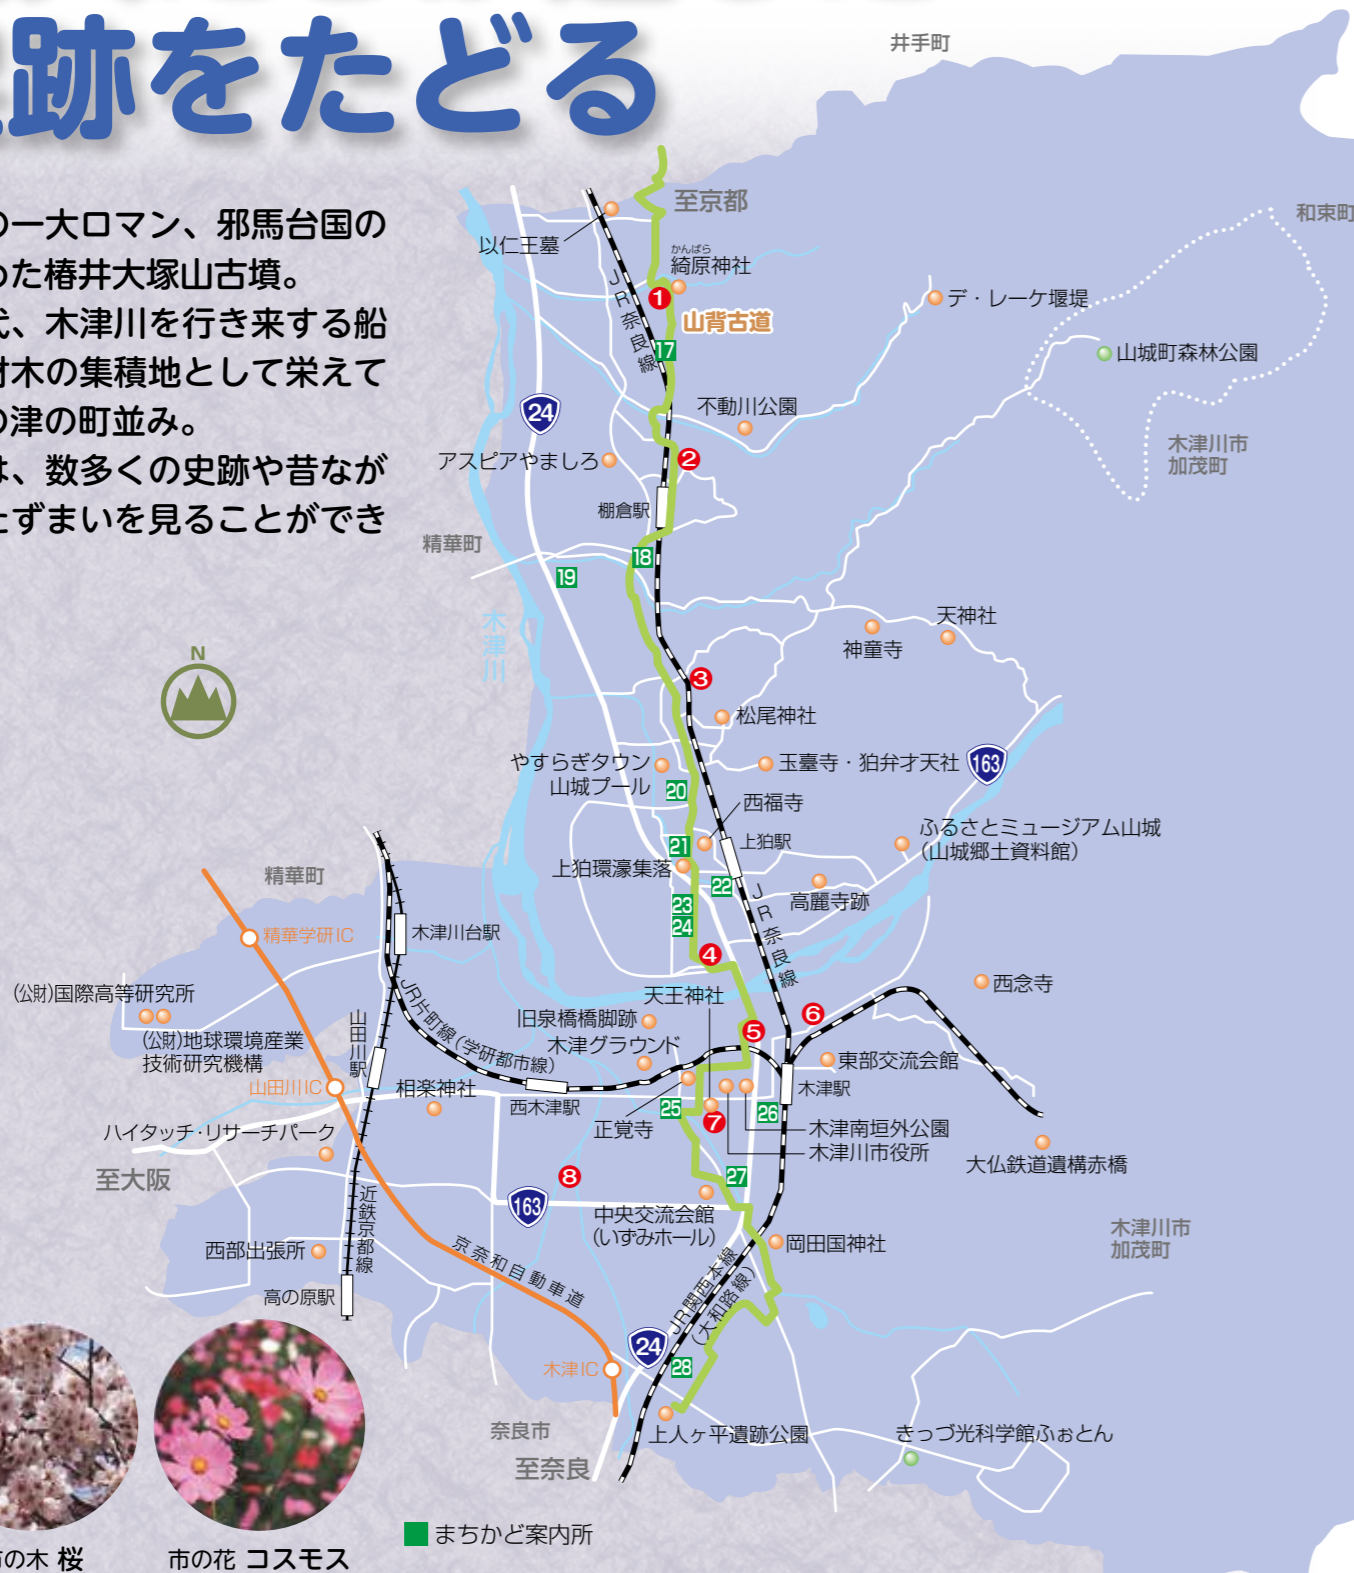 跡をたどる
の一大ロマン、邪馬台国の
った椿井大塚山古墳。
代、木津川を行き来する船
材木の集積地として栄えて
の津の町並み。
は、数多くの史跡や昔なが
たずまいを見ることができ
井手町
至京都
和束町
以仁王墓
かんばら
綺原神社
JR奈良線
1
山背古道
17
デ・レーケ堰堤
山城町森林公園
24
不動川公園
木津川市
加茂町
アスピアやましろ
2
棚倉駅
精華町
18
19
木津川
天神社
神童寺
N
3
松尾神社
やすらぎタウン
山城プール
玉臺寺・狛弁才天社
163
20
西福寺
上狛駅
ふるさとミュージアム山城
(山城郷土資料館)
21
上狛環濠集落
22
高麗寺跡
23
24
JR奈良線
精華町
精華学研IC
木津川台駅
4
西念寺
(公財)国際高等研究所
天王神社
旧泉橋橋脚跡
5
6
(公財)地球環境産業
技術研究機構
山田川駅
JR片町線(学研都市線)
木津グラウンド
東部交流会館
山田川IC
相楽神社
西木津駅
木津駅
25
26
正覚寺
7
木津南垣外公園
木津川市役所
大仏鉄道遺構赤橋
ハイタッチ・リサーチパーク
至大阪
8
27
163
中央交流会館
(いずみホール)
木津川市
加茂町
岡田国神社
西部出張所
近鉄京都線
京奈和自動車道
高の原駅
JR関西本線
(大和路線)
24
木津IC
28
奈良市
至奈良
上人ヶ平遺跡公園
きっづ光科学館ふぉとん
まちかど案内所
市の木 桜
市の花 コスモス